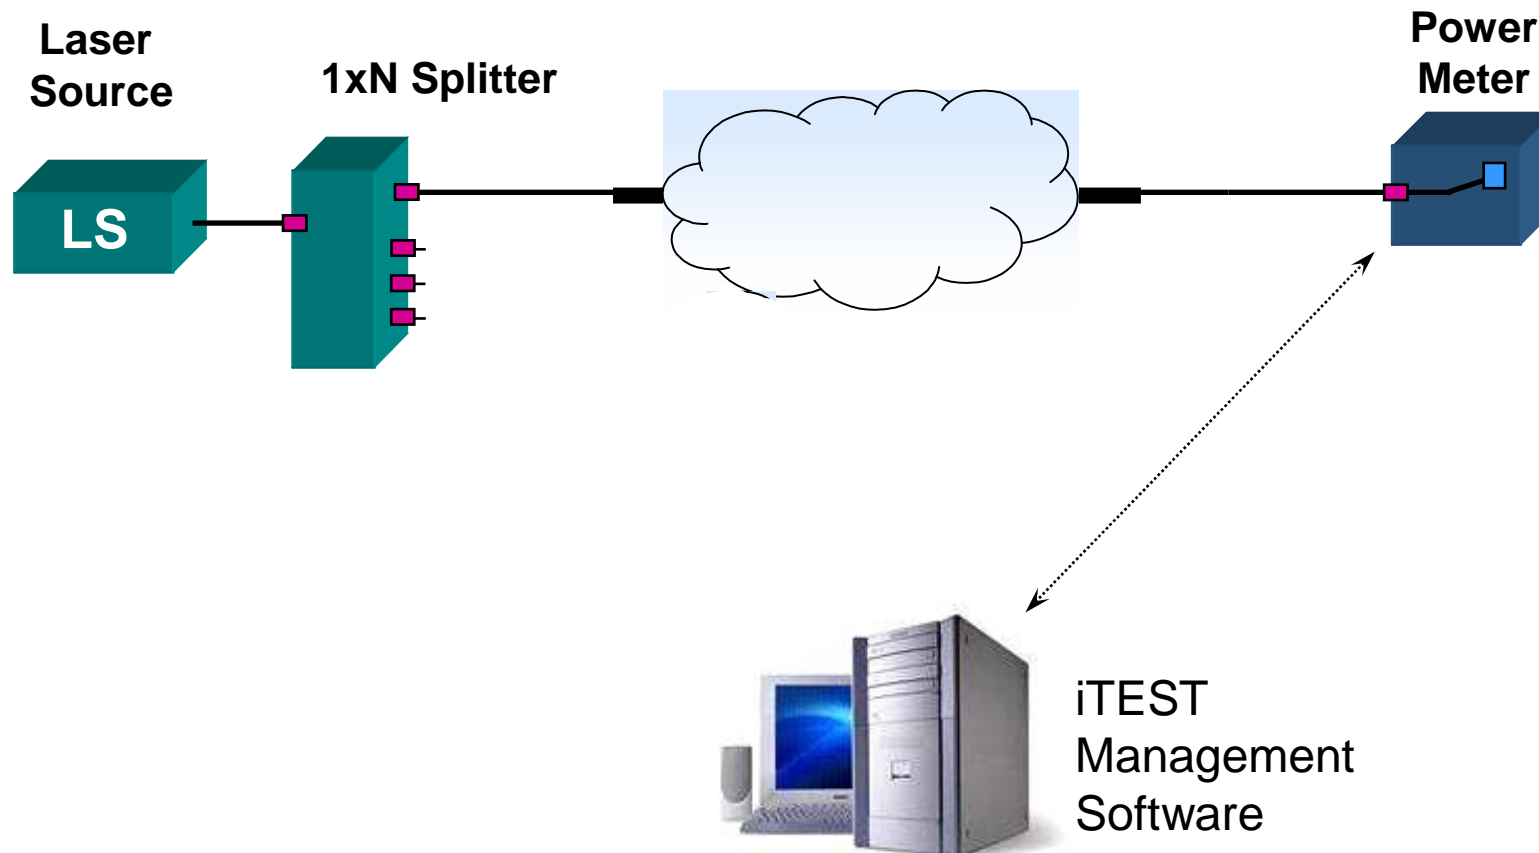 Laser
Source
1xN Splitter
Power
Meter
LS
iTEST
Management
Software